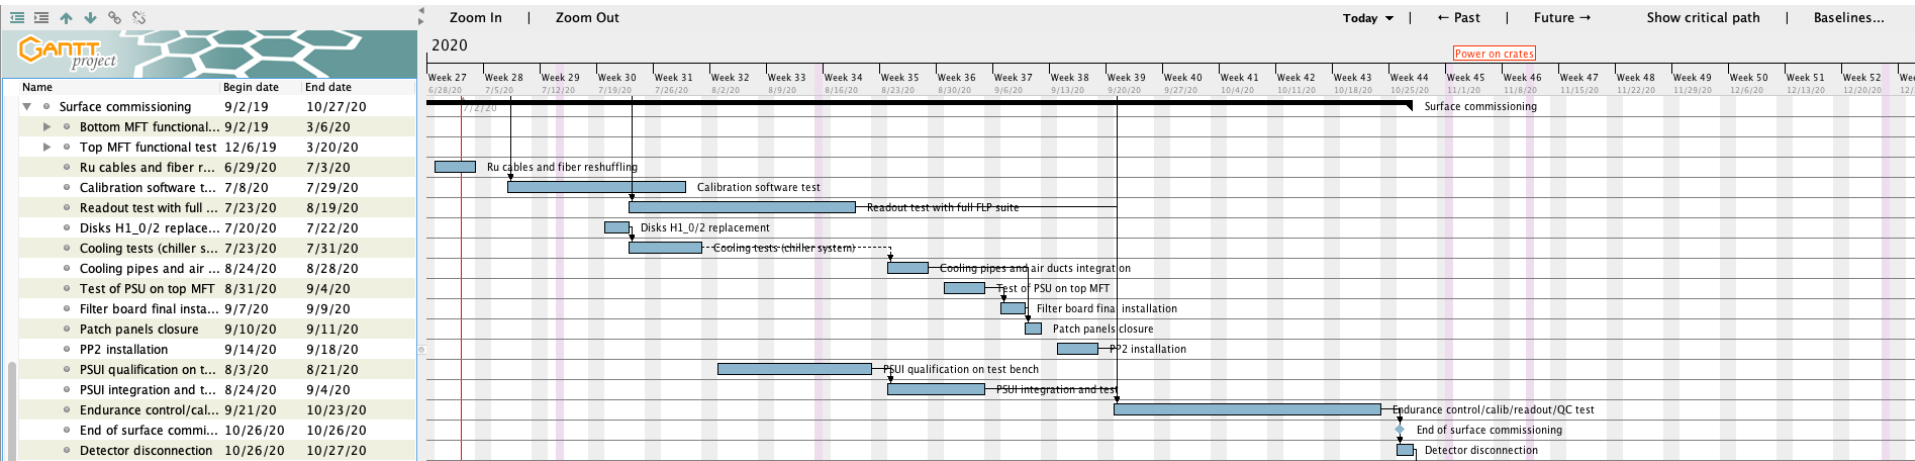 Zoom In | Zoom Out Today | ← Past | Future → Show critical path | Baselines...
GANTT project
2020
Power on crates
Week 27 Week 28 Week 29 Week 30 Week 31 Week 32 Week 33 Week 34 Week 35 Week 36 Week 37 Week 38 Week 39 Week 40 Week 41 Week 42 Week 43 Week 44 Week 45 Week 46 Week 47 Week 48 Week 49 Week 50 Week 51 Week 52
6/28/20 7/5/20 7/12/20 7/19/20 7/26/20 8/2/20 8/9/20 8/16/20 8/23/20 8/30/20 9/6/20 9/13/20 9/20/20 9/27/20 10/4/20 10/11/20 10/18/20 10/25/20 11/1/20 11/8/20 11/15/20 11/22/20 11/29/20 12/6/20 12/13/20 12/20/20 12/
Name Begin date End date
Surface commissioning 9/2/19 10/27/20 7/2/20 Surface commissioning
Bottom MFT functional... 9/2/19 3/6/20
Top MFT functional test 12/6/19 3/20/20
Ru cables and fiber r... 6/29/20 7/3/20 Ru cables and fiber reshuffling
Calibration software t... 7/8/20 7/29/20 Calibration software test
Readout test with full ... 7/23/20 8/19/20 Readout test with full FLP suite
Disks H1_0/2 replace... 7/20/20 7/22/20 Disks H1_0/2 replacement
Cooling tests (chiller s... 7/23/20 7/31/20 Cooling tests (chiller system)
Cooling pipes and air ... 8/24/20 8/28/20 Cooling pipes and air ducts integration
Test of PSU on top MFT 8/31/20 9/4/20 Test of PSU on top MFT
Filter board final insta... 9/7/20 9/9/20 Filter board final installation
Patch panels closure 9/10/20 9/11/20 Patch panels closure
PP2 installation 9/14/20 9/18/20 PP2 installation
PSUI qualification on t... 8/3/20 8/21/20 PSUI qualification on test bench
PSUI integration and t... 8/24/20 9/4/20 PSUI integration and test
Endurance control/cal... 9/21/20 10/23/20 Endurance control/calib/readout/QC test
End of surface commi... 10/26/20 10/26/20 End of surface commissioning
Detector disconnection 10/26/20 10/27/20 Detector disconnection